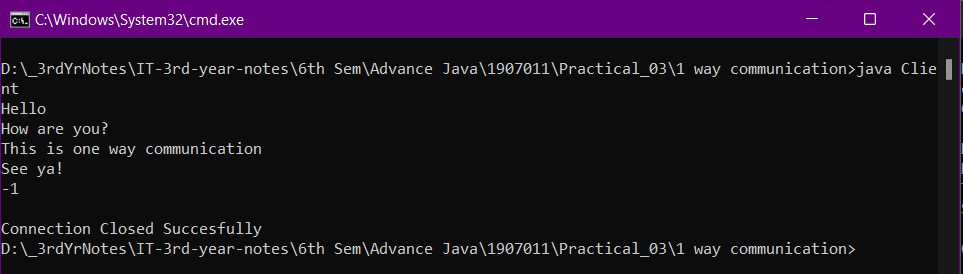 C:\Windows\System32\cmd.exe
D:\_3rdYrNotes\IT-3rd-year-notes\6th Sem\Advance Java\1907011\Practical_03\1 way communication>java Clie
nt
Hello
How are you?
This is one way communication
See ya!
-1
Connection Closed Succesfully
D:\_3rdYrNotes\IT-3rd-year-notes\6th Sem\Advance Java\1907011\Practical_03\1 way communication>